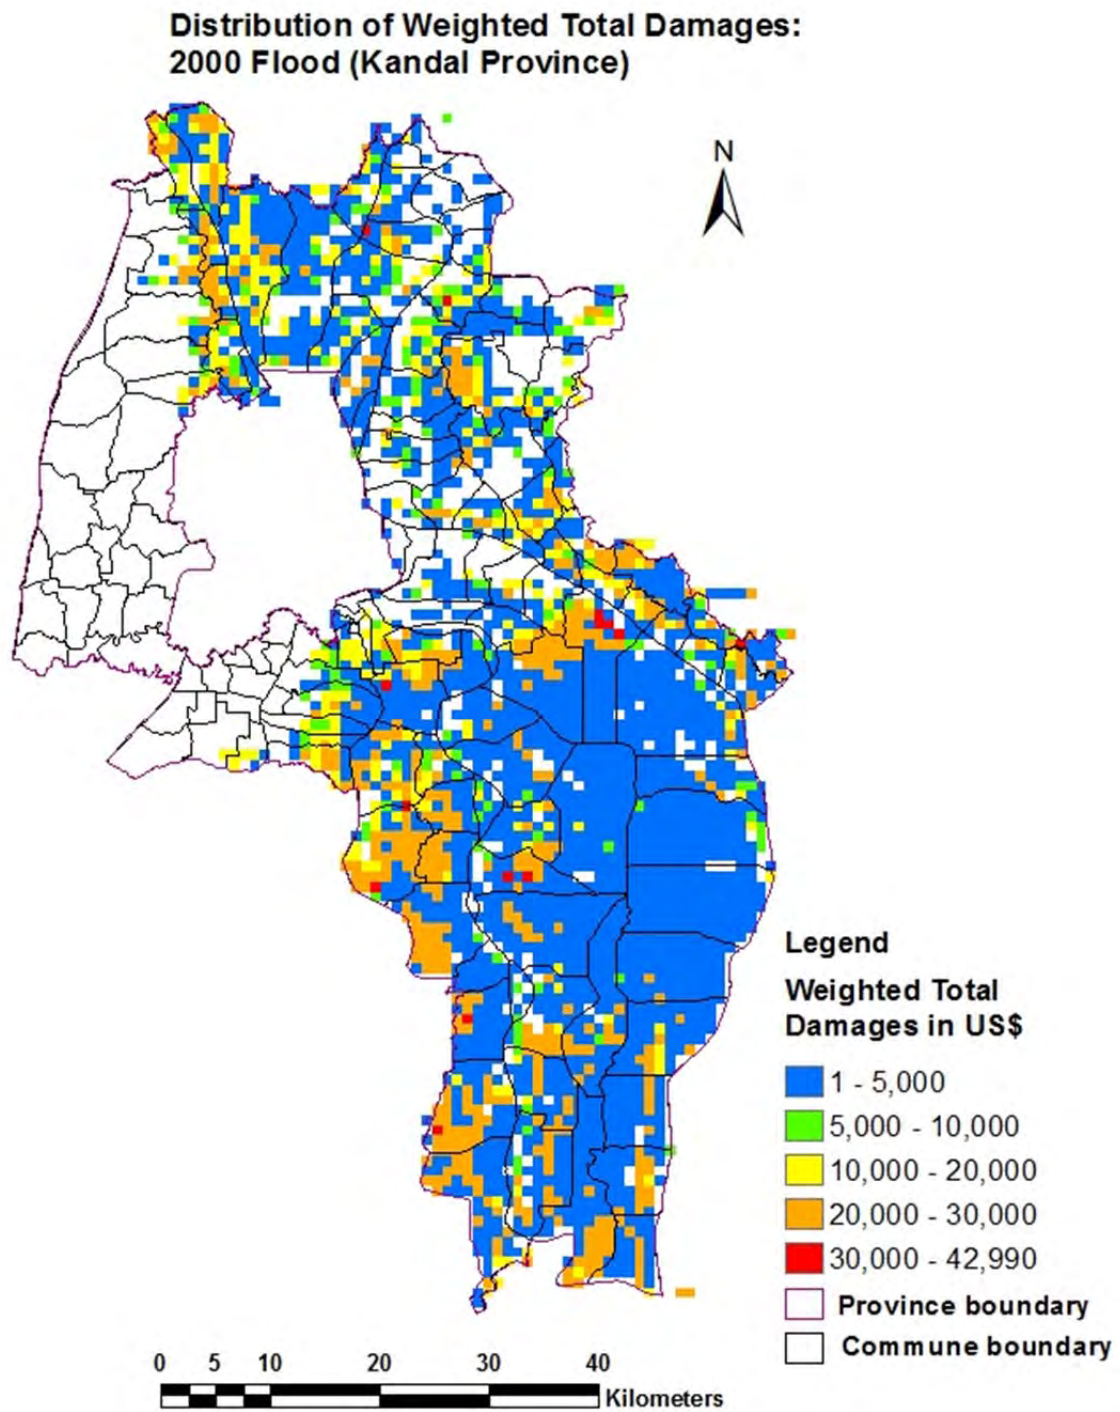 Distribution of Weighted Total Damages:
2000 Flood (Kandal Province)
N
Legend
Weighted Total
Damages in US$
1 - 5,000
5,000 - 10,000
10,000 - 20,000
20,000 - 30,000
30,000 - 42,990
Province boundary
Commune boundary
0 5 10 20 30 40
Kilometers